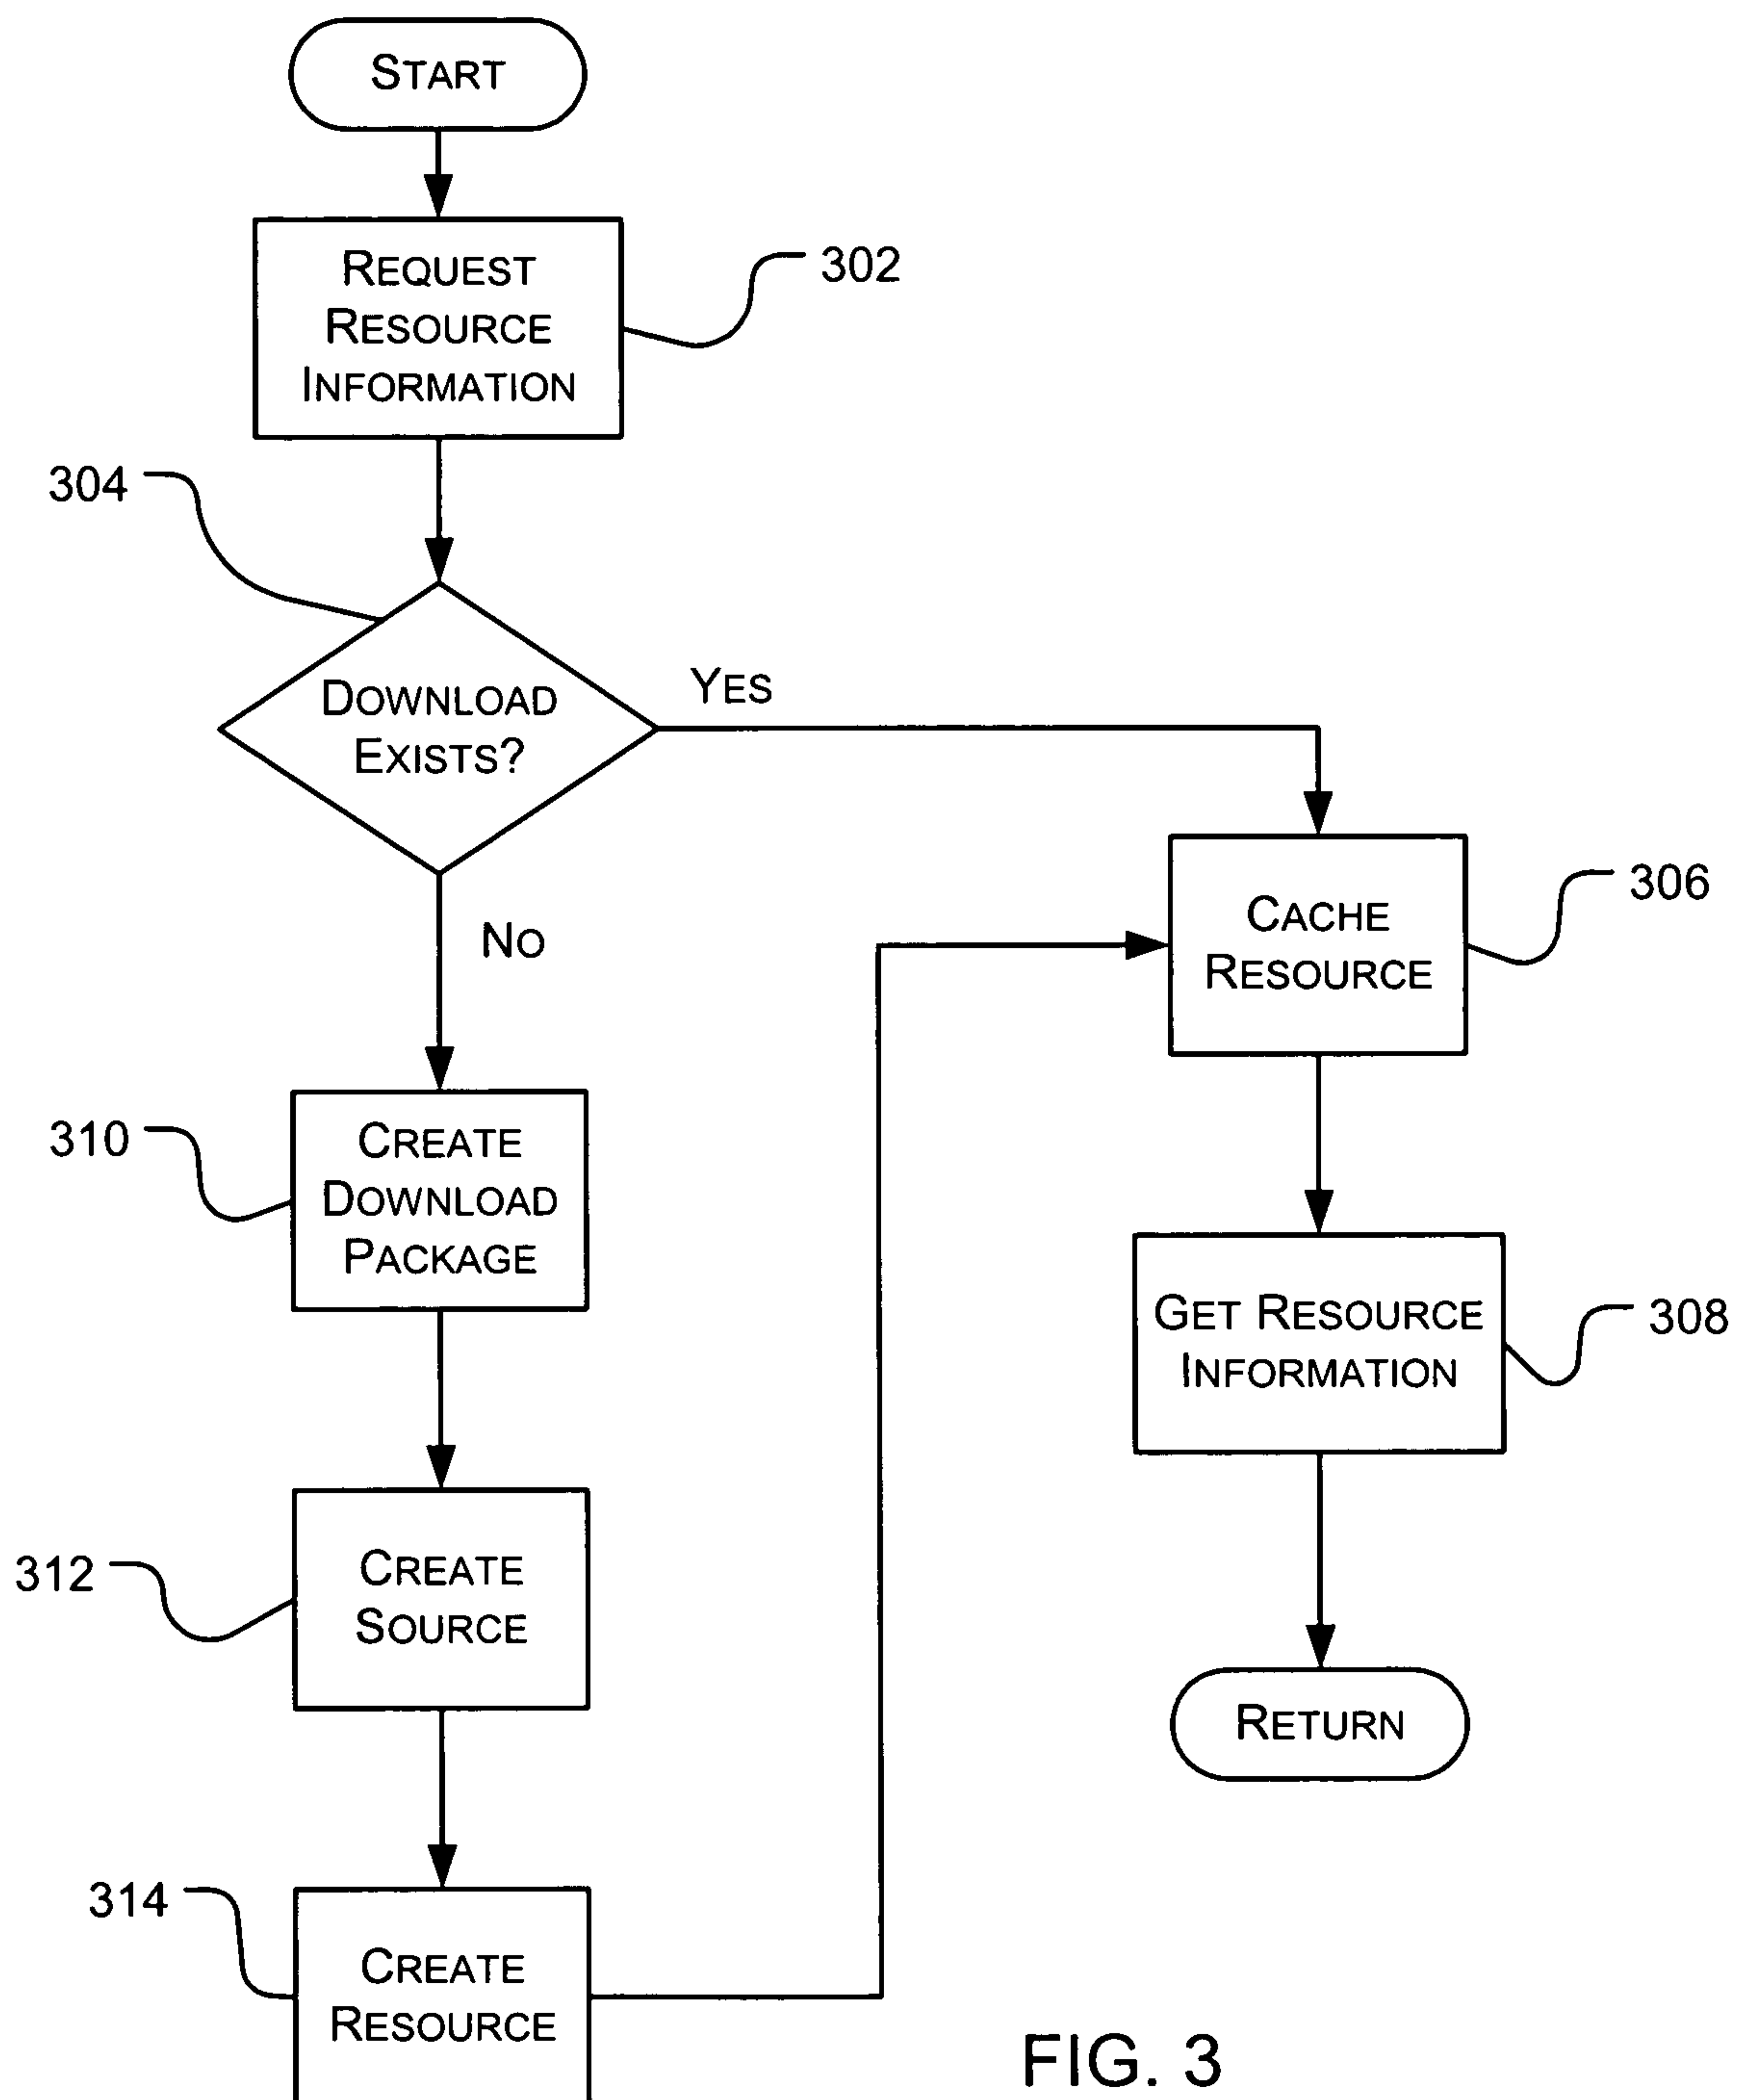 START
REQUEST
RESOURCE
INFORMATION
302
304
DOWNLOAD
EXISTS?
YES
NO
CACHE
RESOURCE
306
310
CREATE
DOWNLOAD
PACKAGE
GET RESOURCE
INFORMATION
308
312
CREATE
SOURCE
RETURN
314
CREATE
RESOURCE
FIG. 3